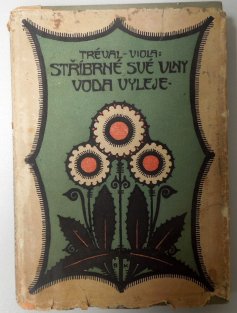 TRÉVAL-VIOLA:
STŘÍBRNÉ SVÉ VLNY
VODA VYLEJE-